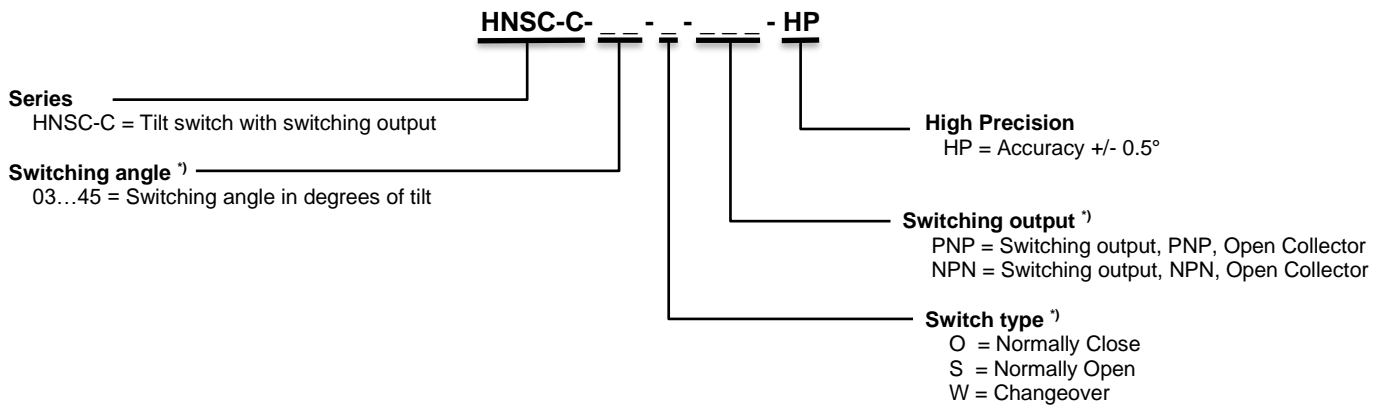 HNSC-C- _ _ - _ - _ _ _ - HP
Series
HNSC-C = Tilt switch with switching output
Switching angle *)
03…45 = Switching angle in degrees of tilt
High Precision
HP = Accuracy +/- 0.5°
Switching output *)
PNP = Switching output, PNP, Open Collector
NPN = Switching output, NPN, Open Collector
Switch type *)
O = Normally Close
S = Normally Open
W = Changeover